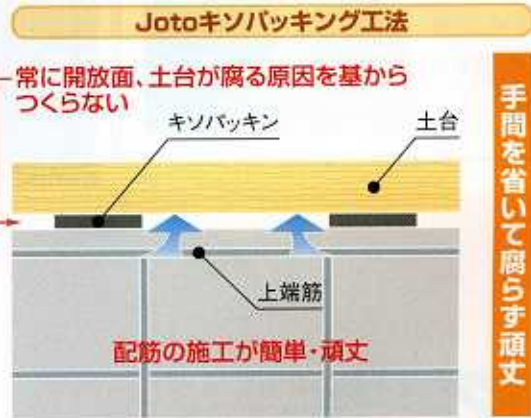 Jotoキソパッキング工法
常に開放面、土台が腐る原因を基から
つくらない
キソパッキン
土台
上端筋
配筋の施工が簡単・頑丈
手間を省いて腐らず頑丈